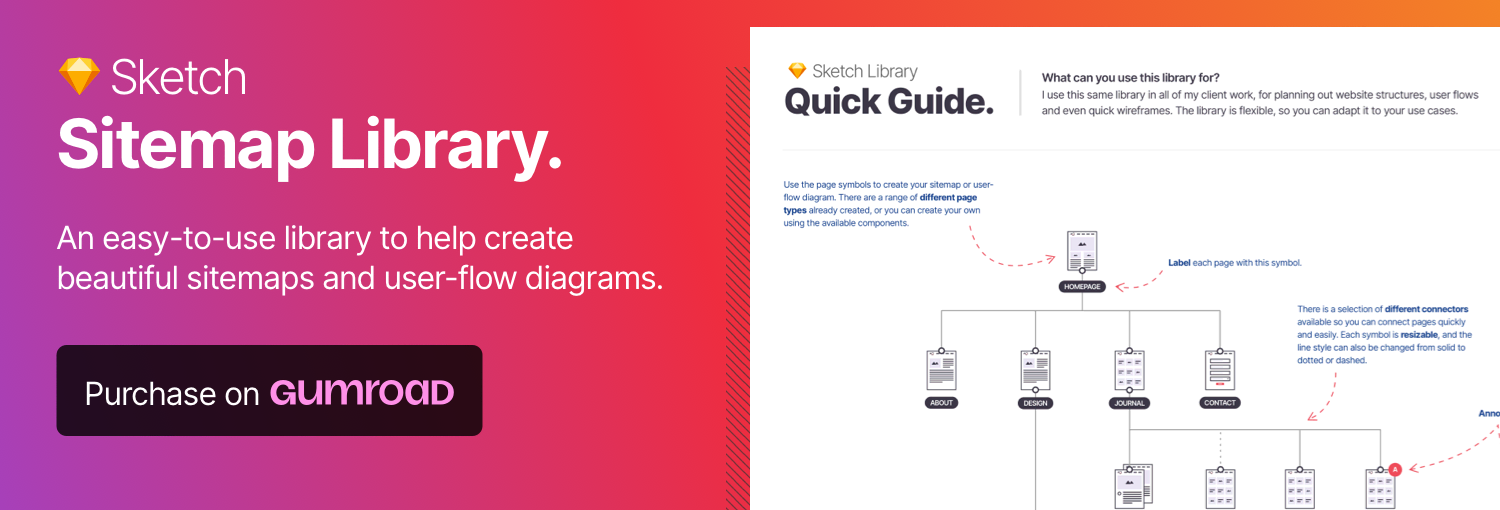 Sketch
Sitemap Library.
An easy-to-use library to help create
beautiful sitemaps and user-flow diagrams.
Purchase on GUMROAD
Sketch Library
Quick Guide.
What can you use this library for?
I use this same library in all of my client work, for planning out website structures, user flows
and even quick wireframes. The library is flexible, so you can adapt it to your use cases.
Use the page symbols to create your sitemap or user-
flow diagram. There are a range of different page
types already created, or you can create your own
using the available components.
HOMEPAGE
Label each page with this symbol.
There is a selection of different connectors
available so you can connect pages quickly
and easily. Each symbol is resizable, and the
line style can also be changed from solid to
dotted or dashed.
ABOUT
DESIGN
JOURNAL
CONTACT
Anno
A